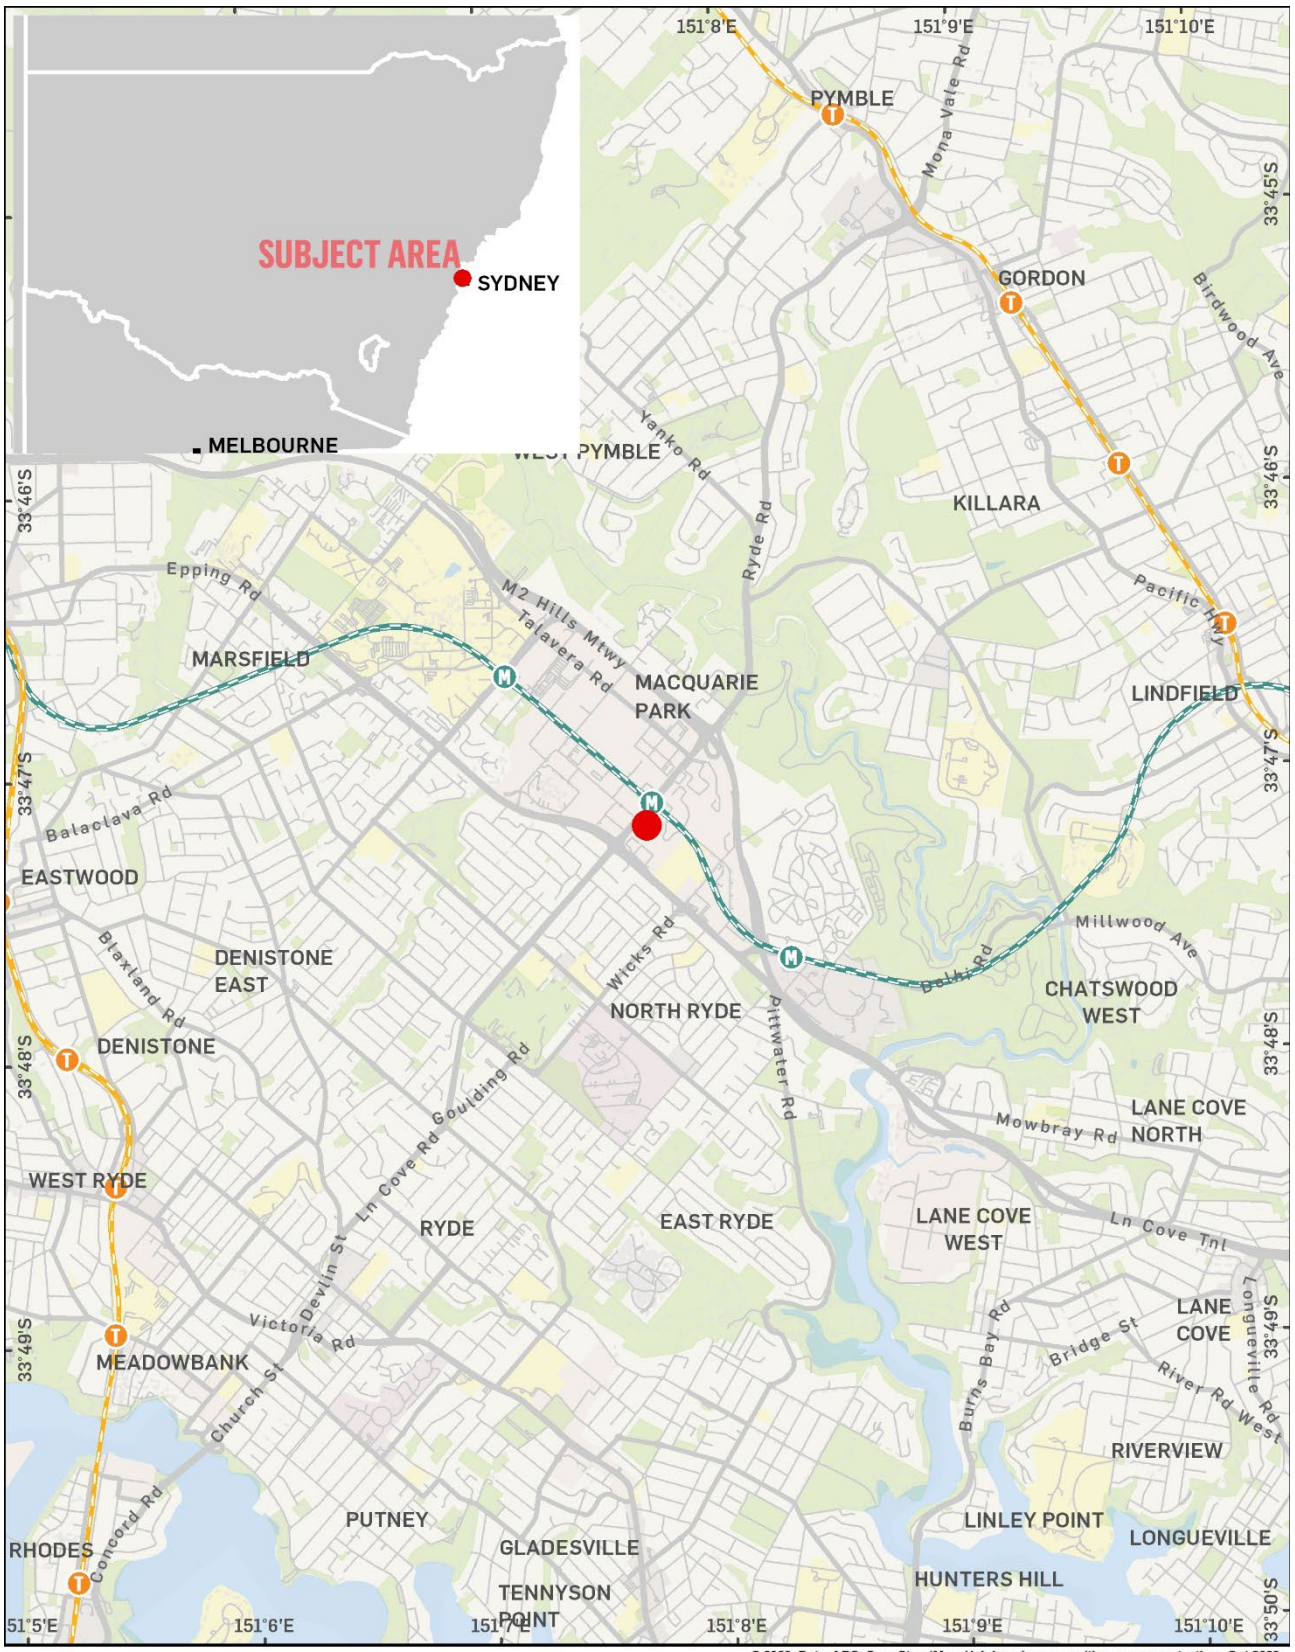 151°8'E
151°9'E
151°10'E
PYMBLE
Mona Vale Rd
33°45'S
SUBJECT AREA
SYDNEY
GORDON
Birdwood Ave
MELBOURNE
WEST PYMBLE
Yanko Rd
33°46'S
33°46'S
KILLARA
Ryde Rd
Epping Rd
M2 Hills Mtwy
Talavera Rd
Pacific Hwy
MARSFIELD
MACQUARIE
PARK
LINDFIELD
33°47'S
33°47'S
Balaclava Rd
EASTWOOD
Blaxland Rd
DENISTONE
EAST
Wicks Rd
Millwood Ave
Delhi Rd
NORTH RYDE
CHATSWOOD
WEST
DENISTONE
33°48'S
33°48'S
Pittwater Rd
Goulding Rd
Mowbray Rd
LANE COVE
NORTH
WEST RYDE
Ln Cove Rd
RYDE
EAST RYDE
LANE COVE
WEST
Ln Cove Tnl
Devlin St
Victoria Rd
LANE
COVE
Longueville Rd
33°49'S
33°49'S
Burns Bay Rd
Bridge St
River Rd West
MEADOWBANK
Church St
RIVERVIEW
Concord Rd
PUTNEY
LINLEY POINT
LONGUEVILLE
RHODES
GLADESVILLE
HUNTERS HILL
TENNYSON
POINT
33°50'S
151°5'E
151°6'E
151°7'E
151°8'E
151°9'E
151°10'E
T
T
T
T
T
T
T
T
T
M
M
M